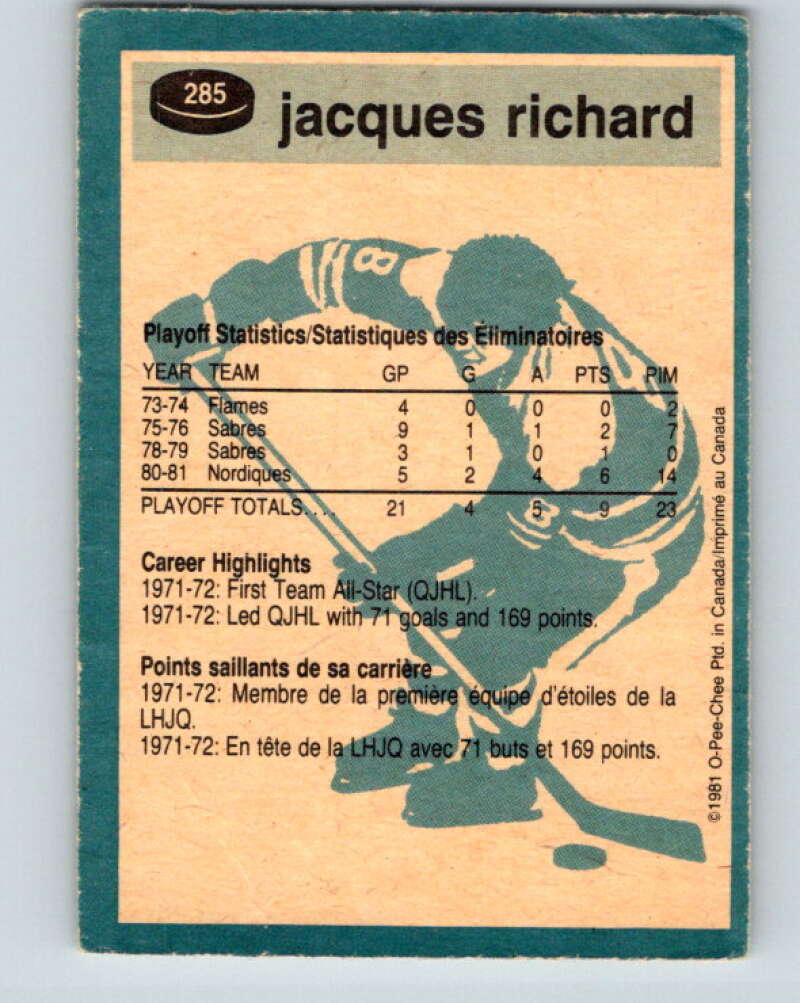 285
jacques richard
8
Playoff Statistics/Statistiques des Éliminatoires
YEAR TEAM GP G A PTS PIM
73-74 Flames 4 0 0 0 2
75-76 Sabres 9 1 1 2 7
78-79 Sabres 3 1 0 1 0
80-81 Nordiques 5 2 4 6 14
PLAYOFF TOTALS.... 21 4 5 9 23
Career Highlights
1971-72: First Team All-Star (QJHL).
1971-72: Led QJHL with 71 goals and 169 points.
Points saillants de sa carrière
1971-72: Membre de la première équipe d'étoiles de la
LHJQ.
1971-72: En tête de la LHJQ avec 71 buts et 169 points.
©1981 O-Pee-Chee Ptd. in Canada/Imprimé au Canada